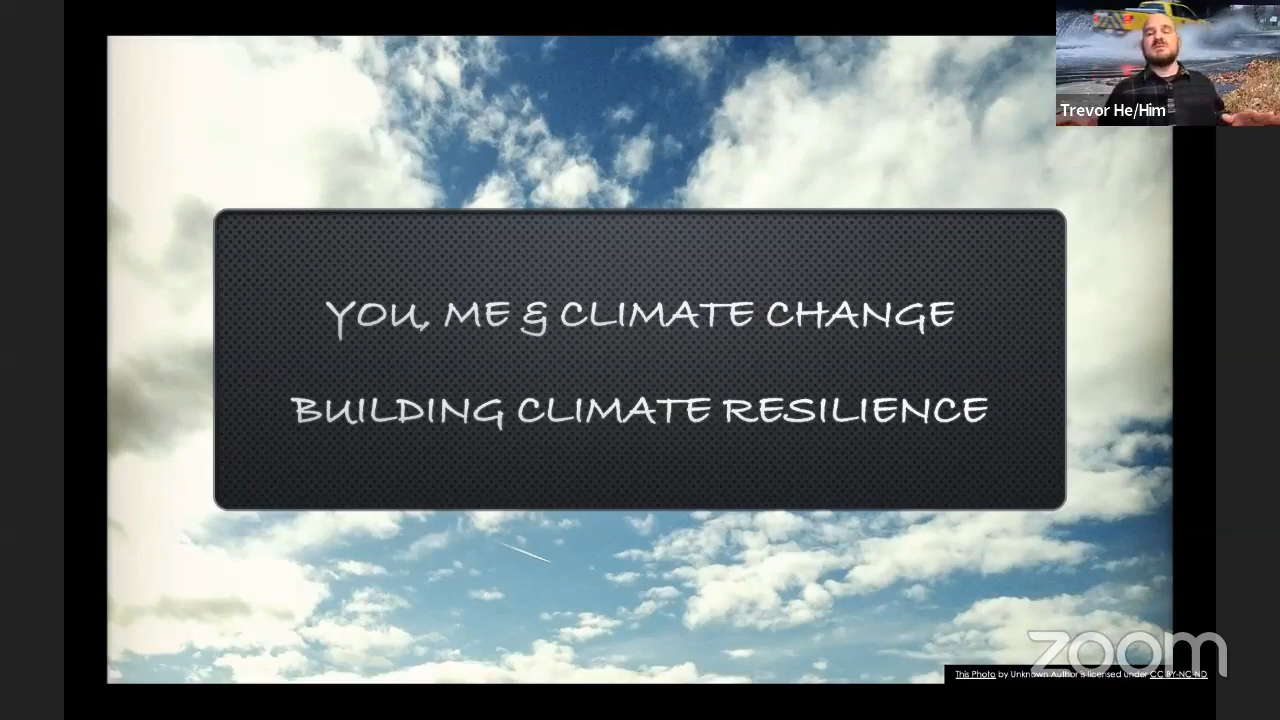 Trevor He/Him
YOU, ME & CLIMATE CHANGE
BUILDING CLIMATE RESILIENCE
zoom
This Photo by Unknown Author is licensed under CC BY-NC-ND